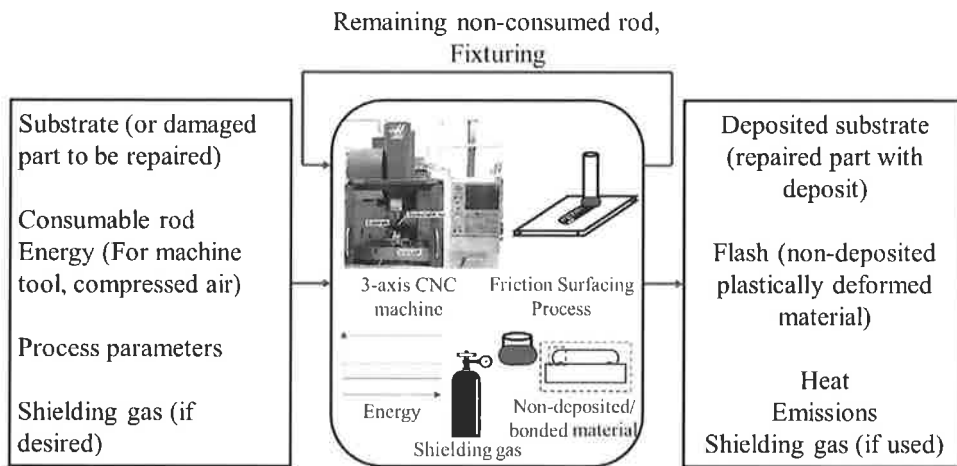 Remaining non-consumed rod,
Fixturing
Substrate (or damaged
part to be repaired)
Consumable rod
Energy (For machine
tool, compressed air)
Process parameters
Shielding gas (if
desired)
3-axis CNC
machine
Friction Surfacing
Process
Energy
Shielding gas
Non-deposited/
bonded material
Deposited substrate
(repaired part with
deposit)
Flash (non-deposited
plastically deformed
material)
Heat
Emissions
Shielding gas (if used)